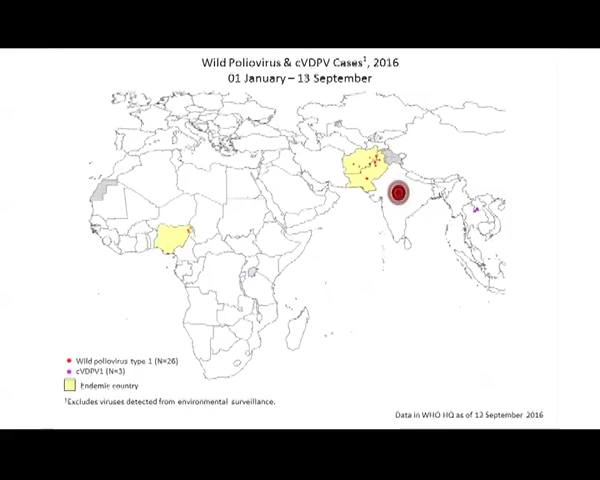 Wild Poliovirus & cVDPV Cases¹, 2016
01 January – 13 September
Wild poliovirus type 1 (N=26)
cVDPV1 (N=3)
Endemic country
¹Excludes viruses detected from environmental surveillance.
Data in WHO HQ as of 13 September 2016